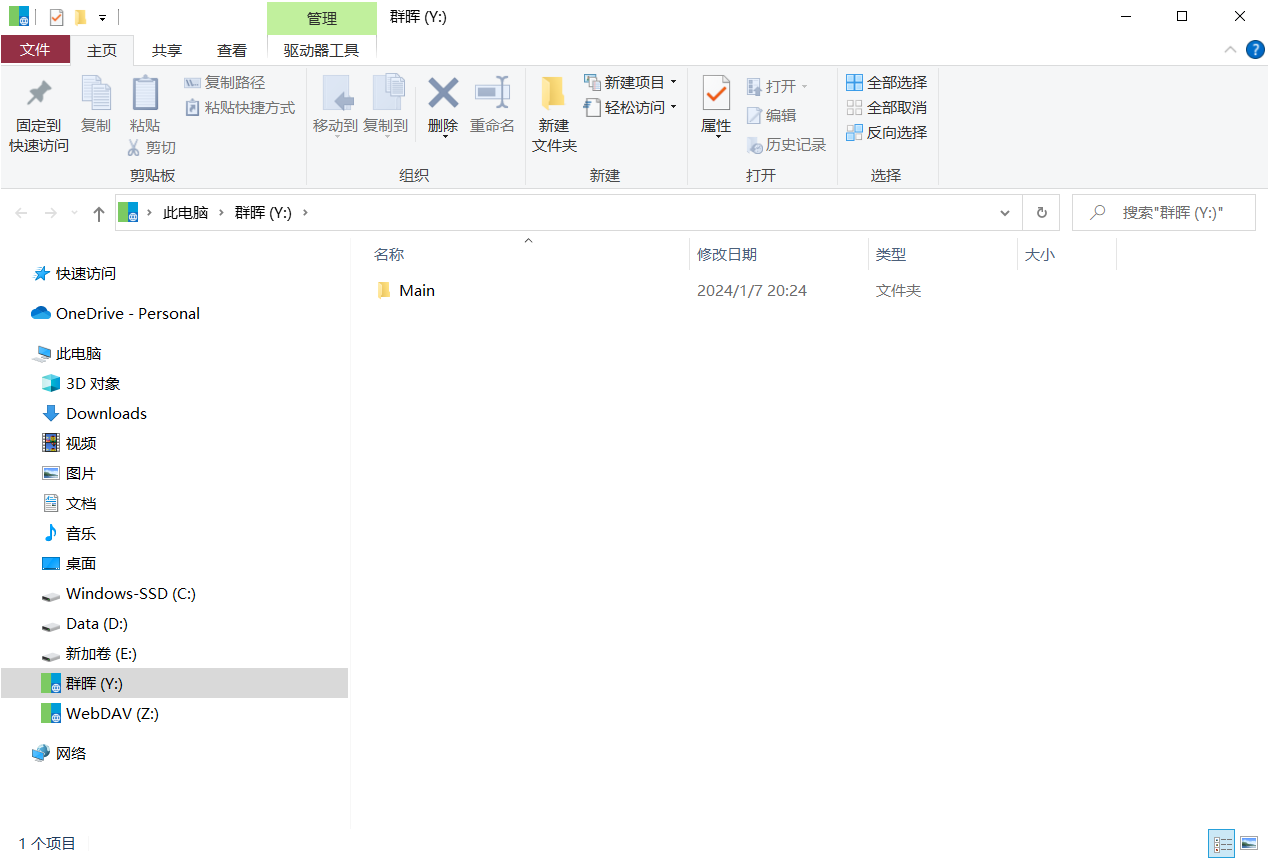 管理
群晖 (Y:)
文件
主页
共享
查看
驱动器工具
固定到
快速访问
复制
粘贴
复制路径
粘贴快捷方式
剪切
剪贴板
移动到
复制到
删除
重命名
组织
新建
文件夹
新建项目
轻松访问
新建
属性
打开
编辑
历史记录
打开
全部选择
全部取消
反向选择
选择
此电脑 › 群晖 (Y:) ›
搜索"群晖 (Y:)"
名称
修改日期
类型
大小
Main
2024/1/7 20:24
文件夹
快速访问
OneDrive - Personal
此电脑
3D 对象
Downloads
视频
图片
文档
音乐
桌面
Windows-SSD (C:)
Data (D:)
新加卷 (E:)
群晖 (Y:)
WebDAV (Z:)
网络
1 个项目